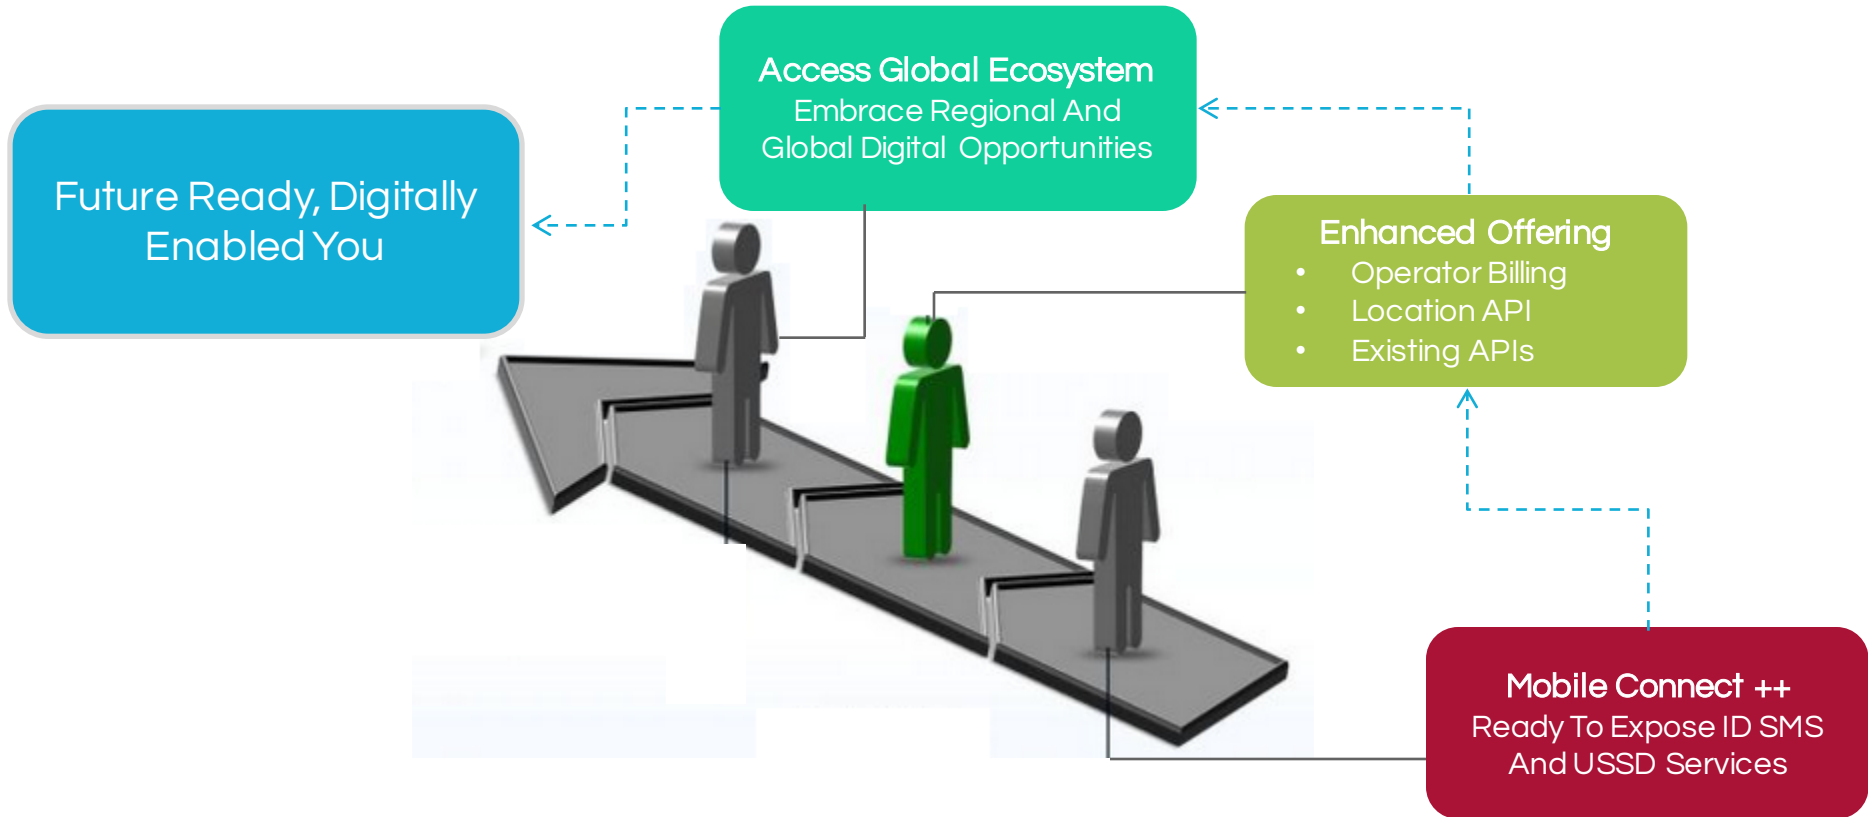 Access Global Ecosystem
Embrace Regional And
Global Digital Opportunities
Future Ready, Digitally
Enabled You
Enhanced Offering
• Operator Billing
• Location API
• Existing APIs
Mobile Connect ++
Ready To Expose ID SMS
And USSD Services